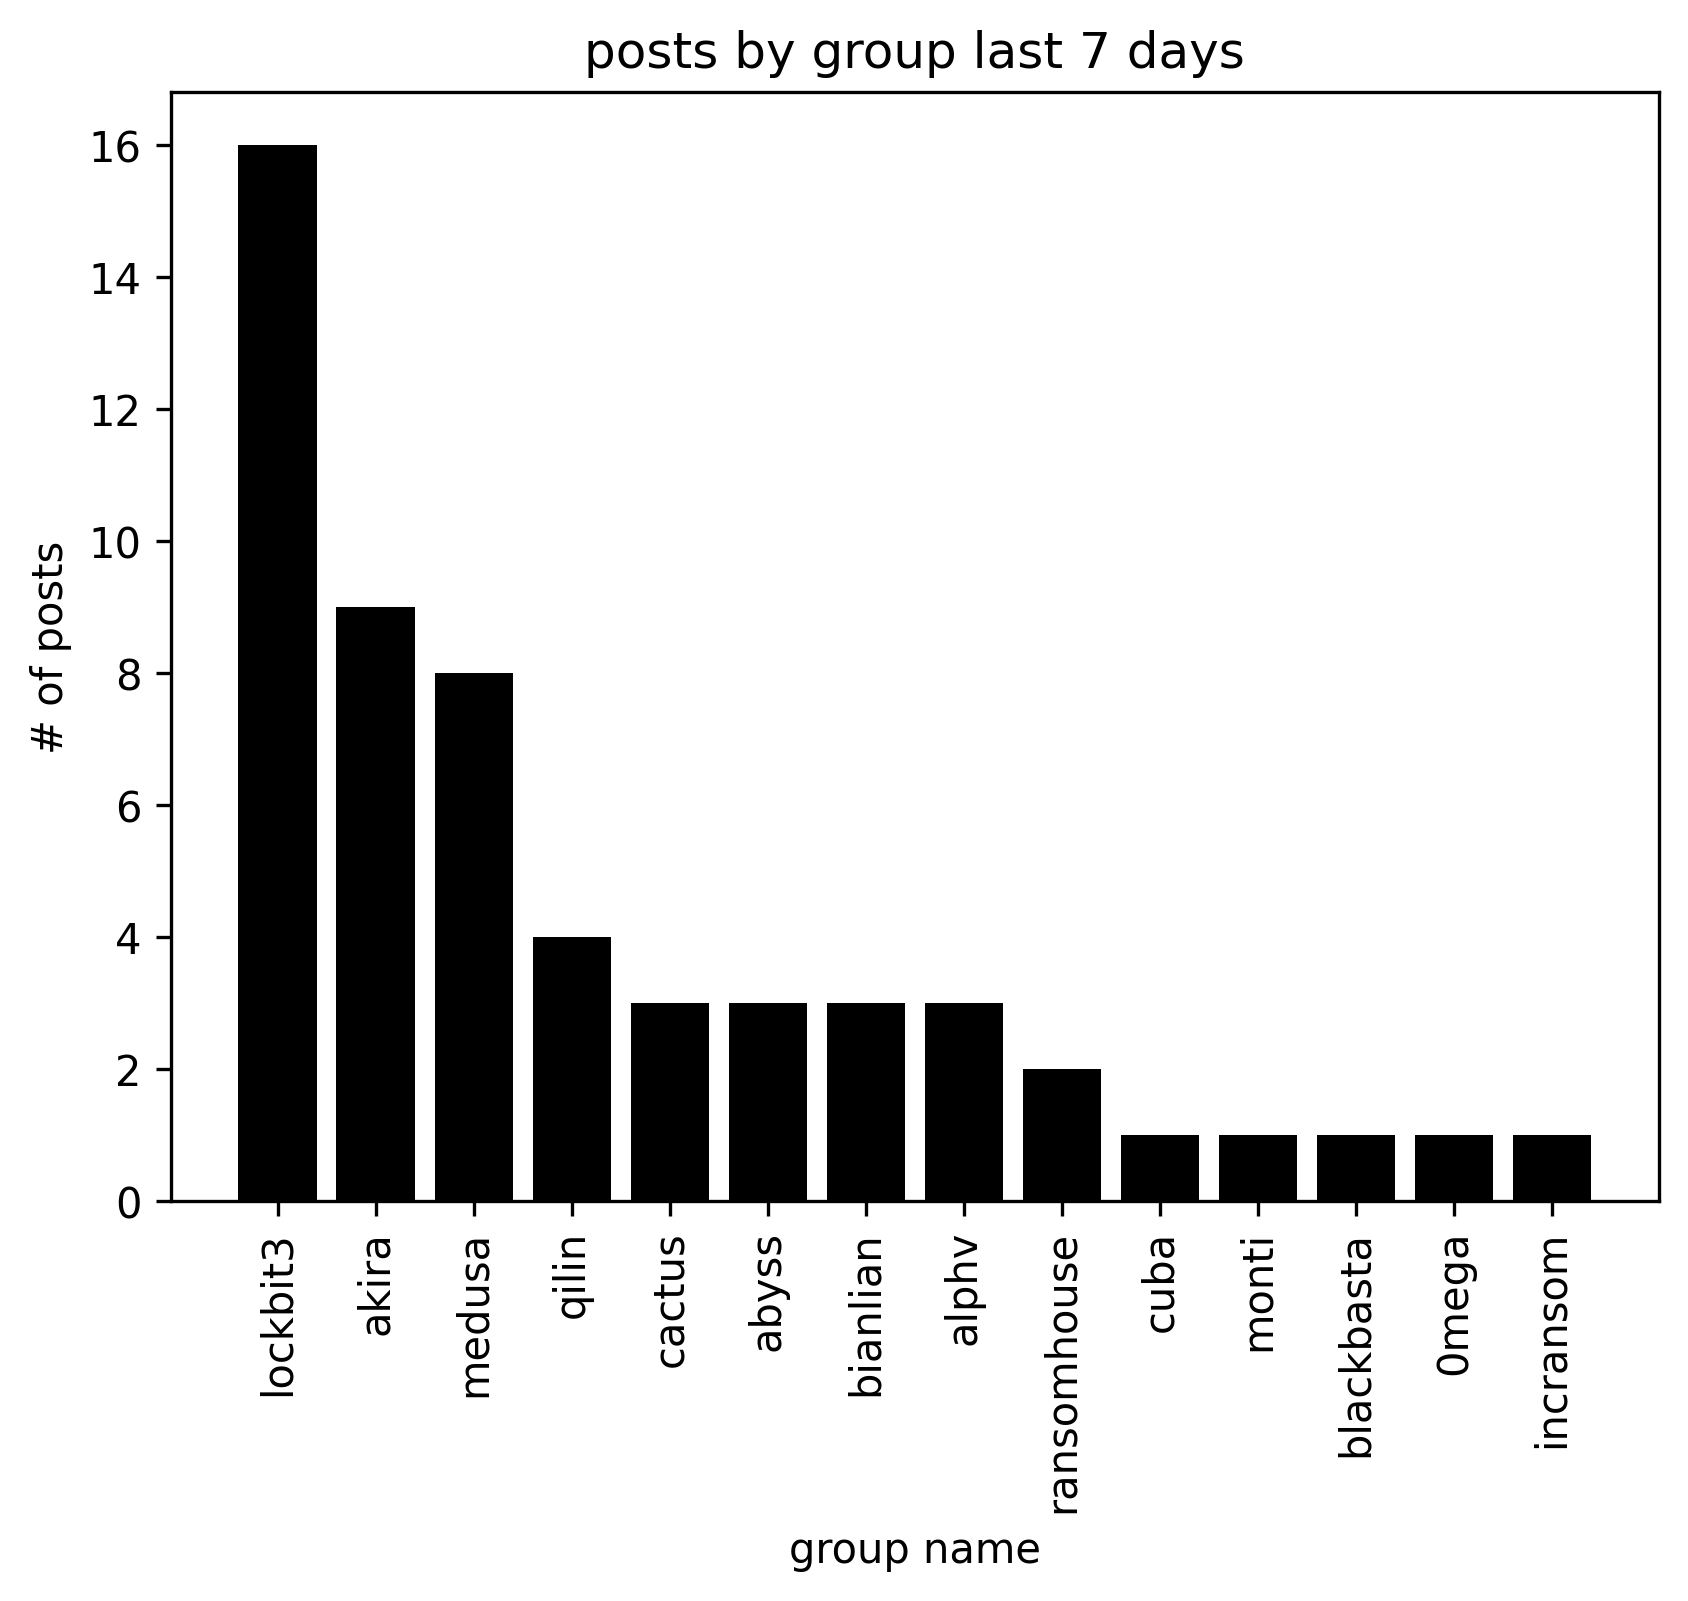 posts by group last 7 days
16
14
12
10
8
6
4
2
0
# of posts
lockbit3
akira
medusa
qilin
cactus
abyss
bianlian
alphv
ransomhouse
cuba
monti
blackbasta
0mega
incransom
group name